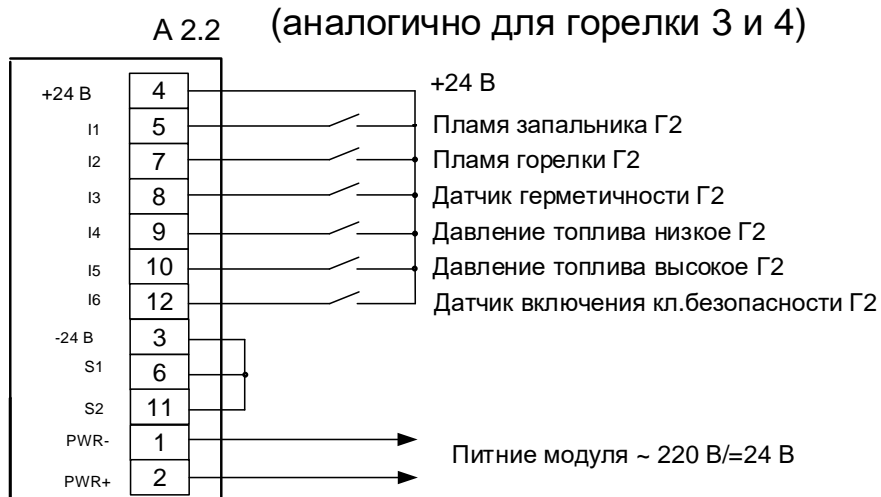 А 2.2 (аналогично для горелки 3 и 4)
+24 В 4 +24 В
I1 5 Пламя запальника Г2
I2 7 Пламя горелки Г2
I3 8 Датчик герметичности Г2
I4 9 Давление топлива низкое Г2
I5 10 Давление топлива высокое Г2
I6 12 Датчик включения кл.безопасности Г2
-24 В 3
S1 6
S2 11
PWR- 1
Питние модуля ~ 220 В/=24 В
PWR+ 2